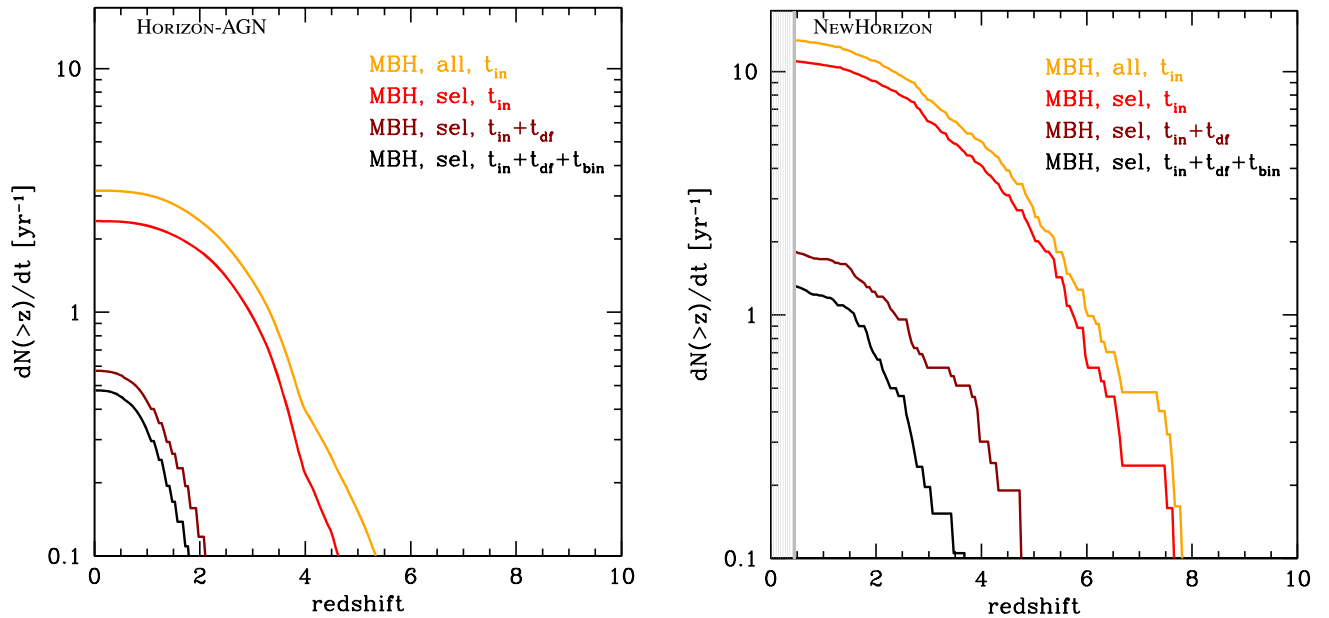 HORIZON-AGN
MBH, all, t_in
MBH, sel, t_in
MBH, sel, t_in+t_df
MBH, sel, t_in+t_df+t_bin
10
1
0.1
dN(>z)/dt [yr⁻¹]
0 2 4 6 8 10
redshift
NEWHORIZON
MBH, all, t_in
MBH, sel, t_in
MBH, sel, t_in+t_df
MBH, sel, t_in+t_df+t_bin
10
1
0.1
dN(>z)/dt [yr⁻¹]
0 2 4 6 8 10
redshift